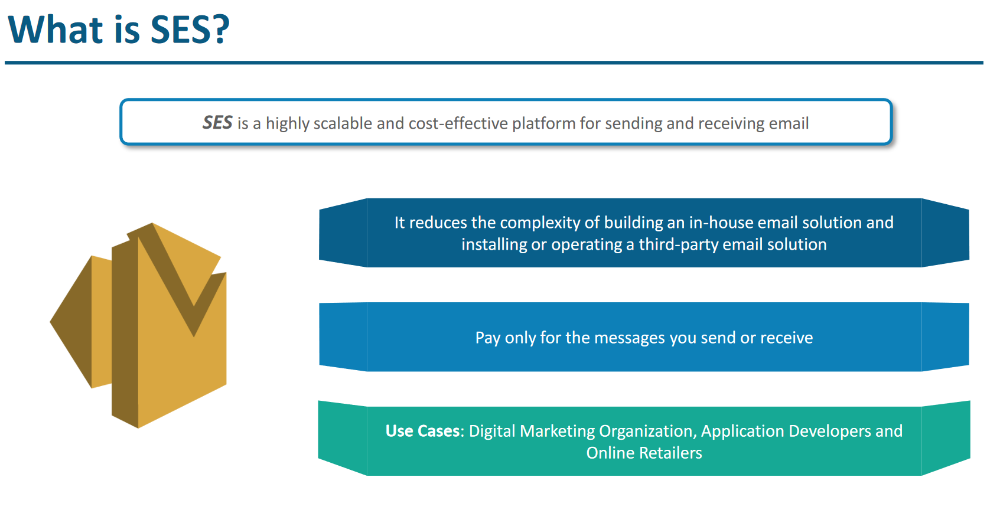 What is SES?
SES is a highly scalable and cost-effective platform for sending and receiving email
It reduces the complexity of building an in-house email solution and
installing or operating a third-party email solution
Pay only for the messages you send or receive
Use Cases: Digital Marketing Organization, Application Developers and
Online Retailers